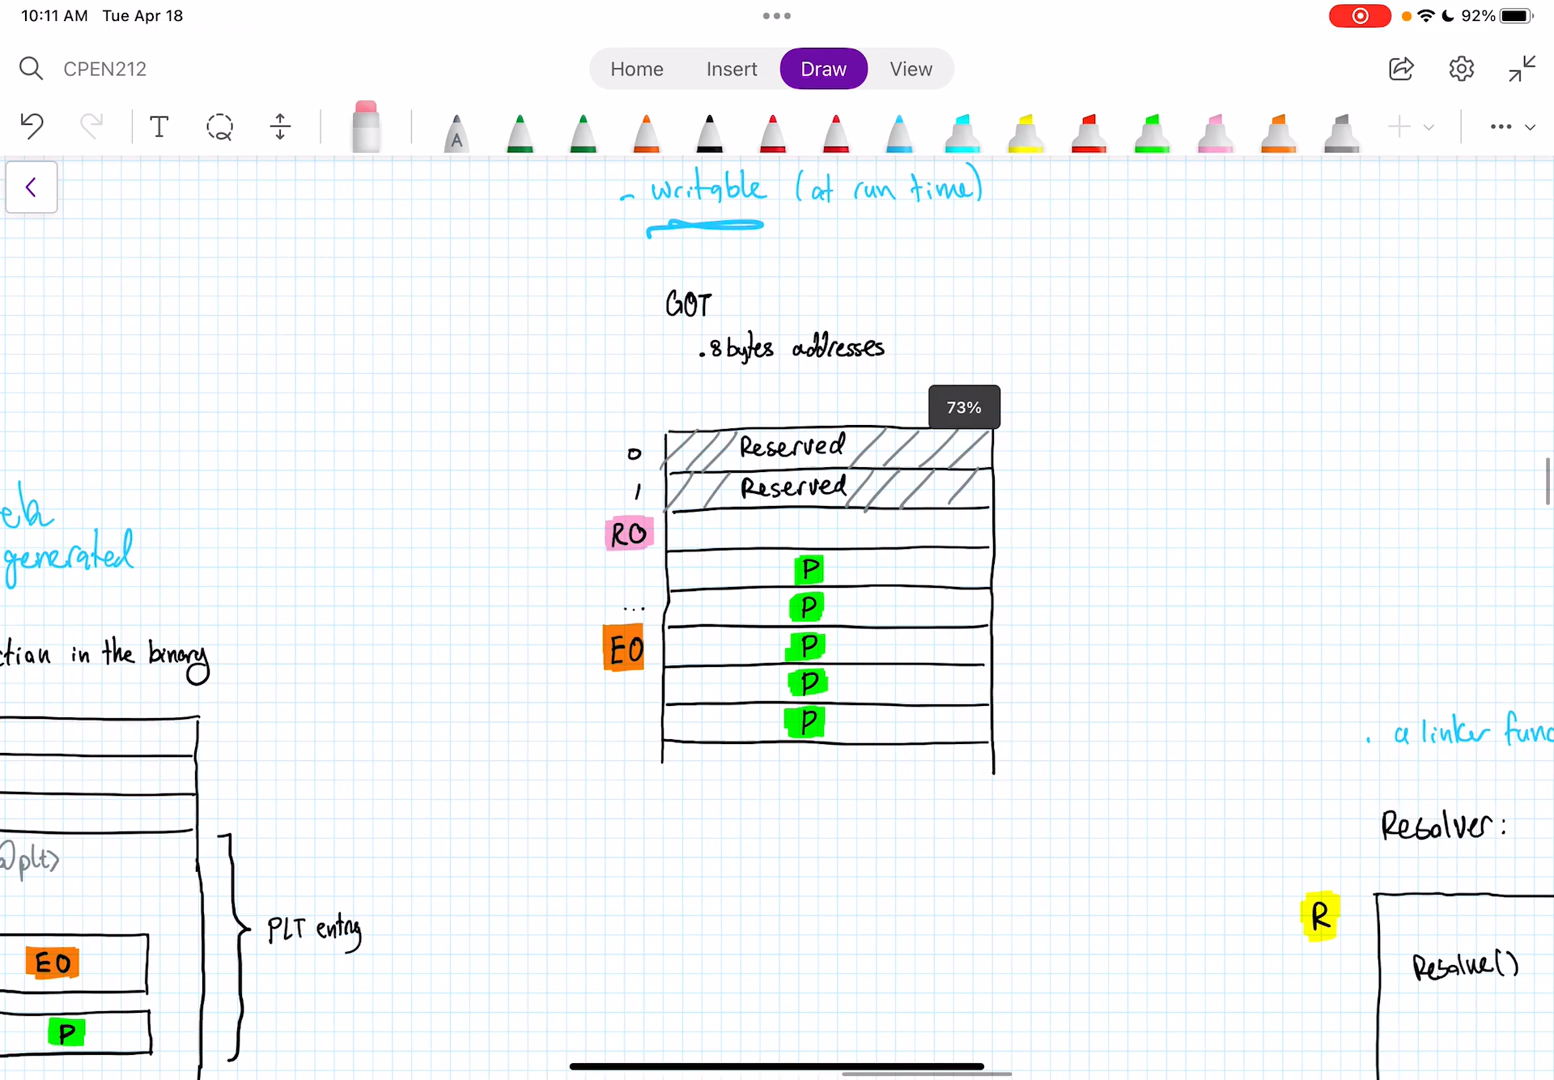 10:11 AM Tue Apr 18
92%
CPEN212
Home Insert Draw View
T
A
- writable (at run time)
GOT
. 8 bytes addresses
73%
0 Reserved
1 Reserved
RO
P
... P
EO P
P
P
generated
in the binary
plt>
PLT entry
EO
P
. a linker func
Resolver:
R
Resolve()